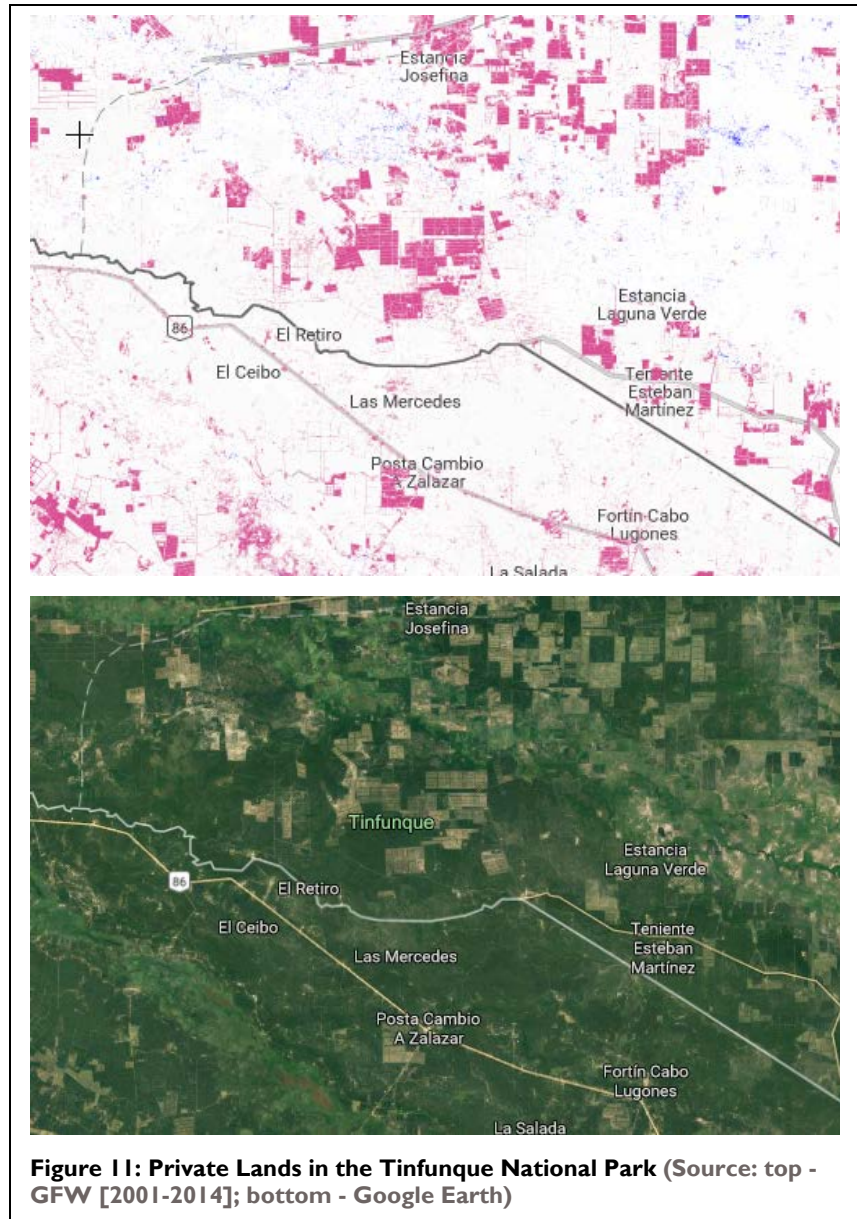 Estancia
Josefina
Estancia
Laguna Verde
86
El Retiro
El Ceibo
Teniente
Esteban
Martínez
Las Mercedes
Posta Cambio
A Zalazar
Fortín Cabo
Lugones
La Salada
Estancia
Josefina
Tinfunque
Estancia
Laguna Verde
86
El Retiro
El Ceibo
Teniente
Esteban
Martínez
Las Mercedes
Posta Cambio
A Zalazar
Fortín Cabo
Lugones
La Salada
Figure 11: Private Lands in the Tinfunque National Park (Source: top -
GFW [2001-2014]; bottom - Google Earth)